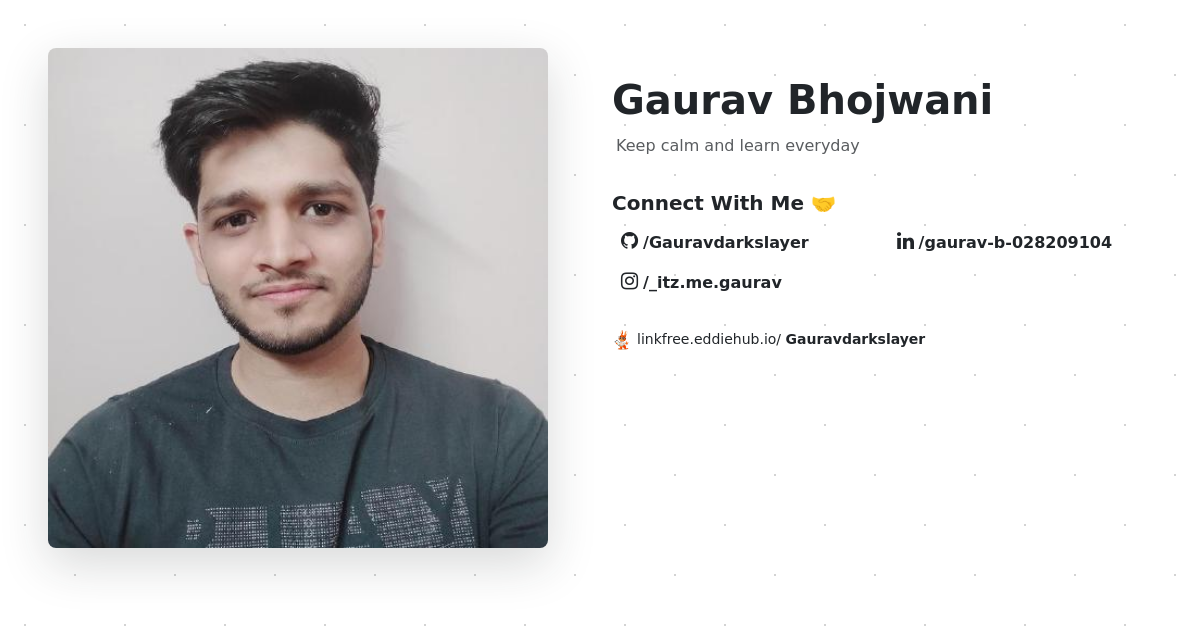 Gaurav Bhojwani
Keep calm and learn everyday
Connect With Me 🤝
/Gauravdarkslayer
/gaurav-b-028209104
/_itz.me.gaurav
linkfree.eddiehub.io/ Gauravdarkslayer